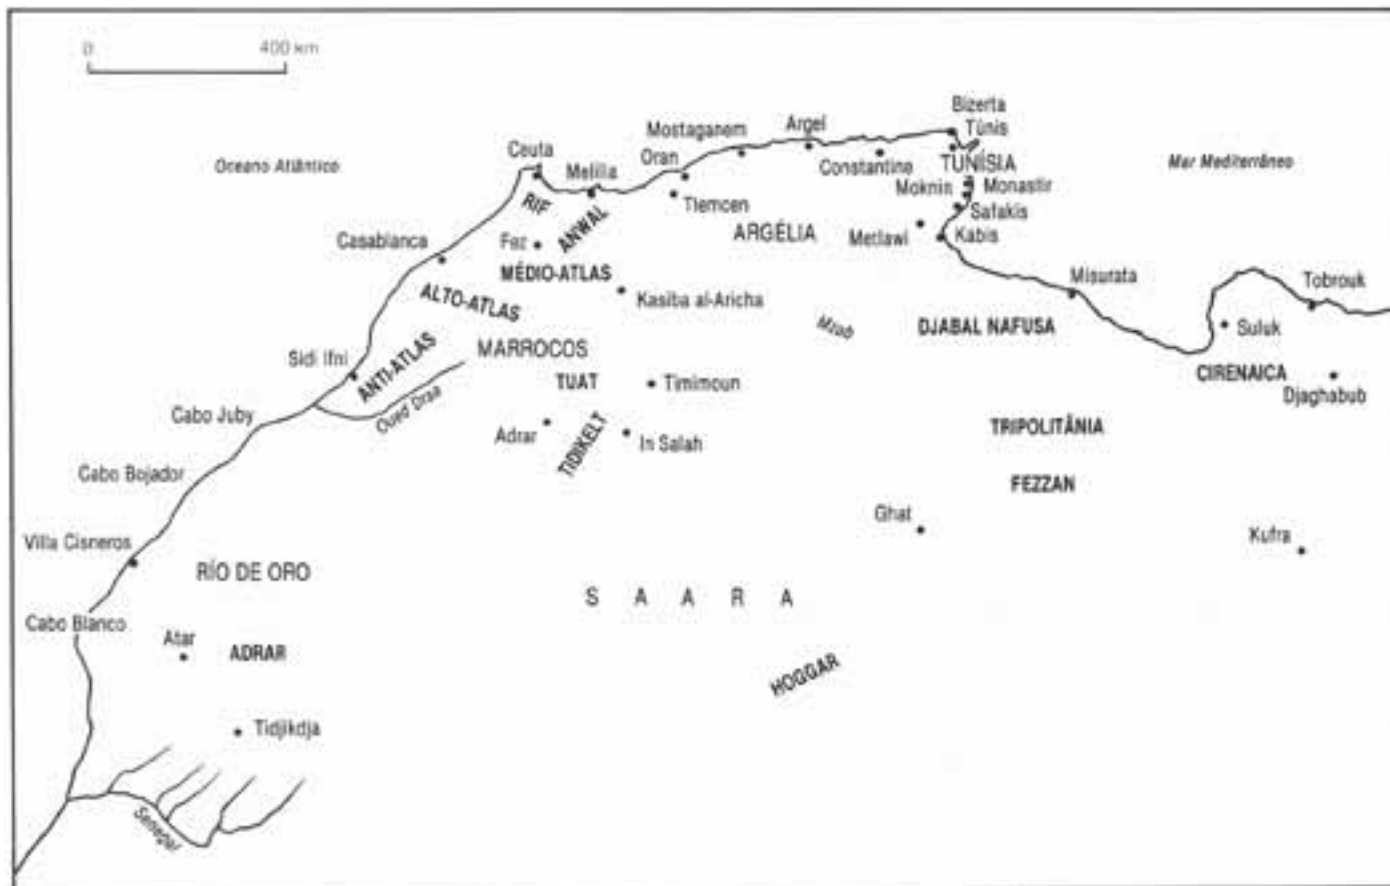 0 400 km
Oceano Atlântico
Mar Mediterrâneo
Bizerta
Túnis
TUNÍSIA
Argel
Mostaganem
Constantine
Oran
Ceuta
Melilla
Tlemcen
Moknin
Monastir
Safakis
Metlawi
Kabis
RIF
ANWAL
Fez
ARGÉLIA
Casablanca
MÉDIO-ATLAS
ALTO-ATLAS
Kasiba al-Aricha
Misurata
Tobrouk
Mzab
DJABAL NAFUSA
Suluk
Sidi Ifni
ANTI-ATLAS
MARROCOS
TUAT
Timimoun
CIRENAICA
Djaghabub
Cabo Juby
Oued Draa
Adrar
TIDIKELT
In Salah
TRIPOLITÂNIA
Cabo Bojador
FEZZAN
Ghat
Kufra
Villa Cisneros
RÍO DE ORO
S A A R A
Cabo Blanco
Atar
ADRAR
HOGGAR
Tidjikdja
Senegal